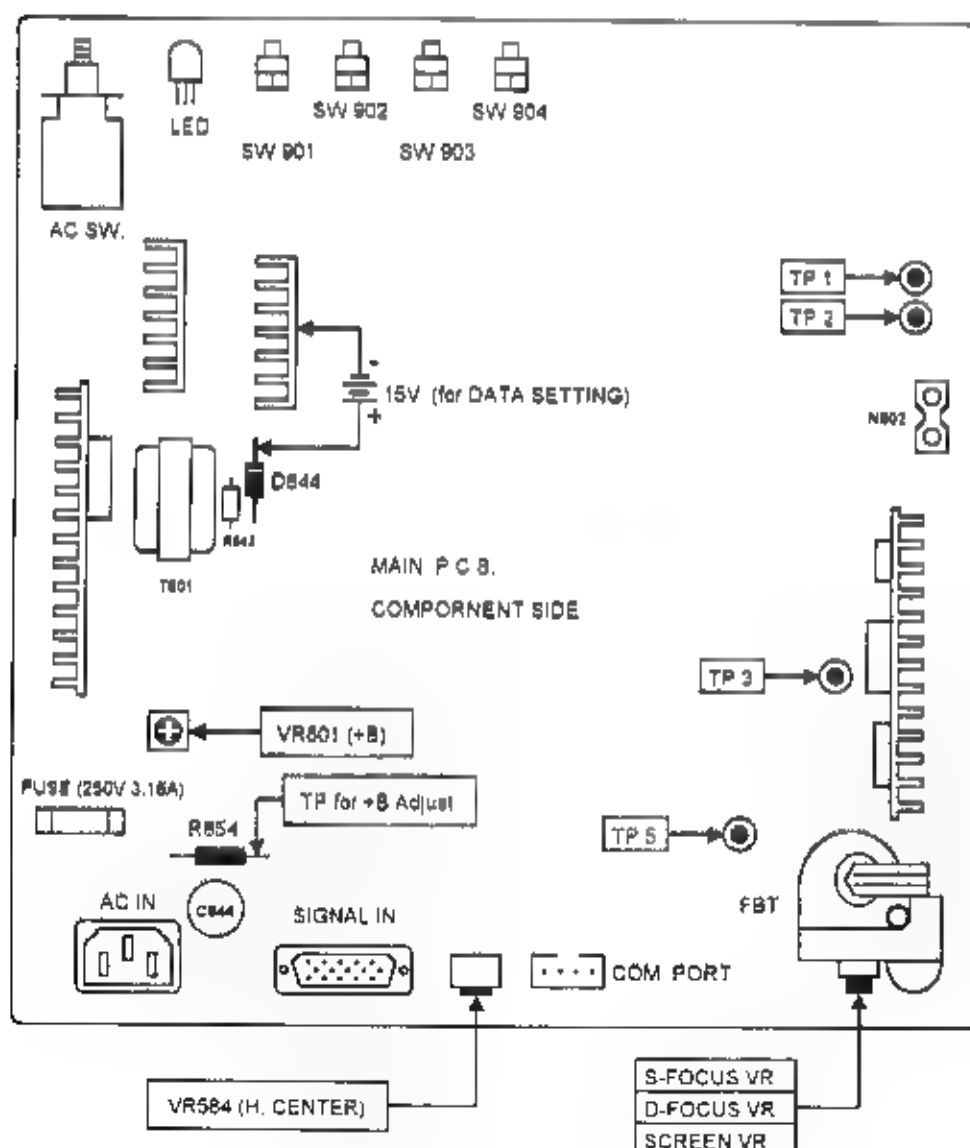 LED
SW 901
SW 902
SW 903
SW 904
AC SW.
TP 1
TP 2
15V (for DATA SETTING)
-
+
D844
MAIN P C B.
COMPORNENT SIDE
TP 3
VR801 (+B)
FUSE (250V 3.15A)
TP for +B Adjust
R854
TP 5
AC IN
C844
SIGNAL IN
FBT
COM PORT
VR584 (H. CENTER)
S-FOCUS VR
D-FOCUS VR
SCREEN VR